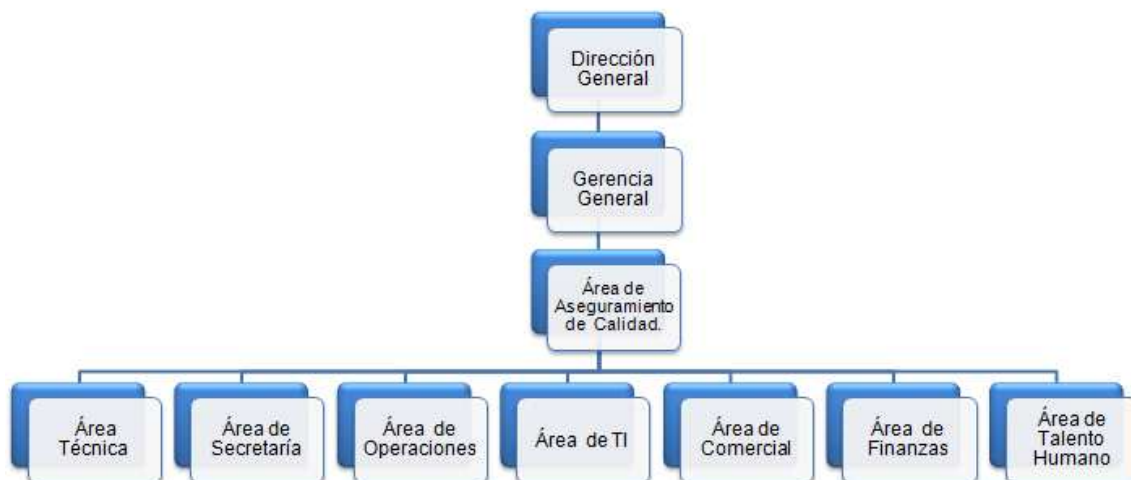 Dirección
General
Gerencia
General
Área de
Aseguramiento
de Calidad.
Área
Técnica
Área de
Secretaría
Área de
Operaciones
Área de TI
Área de
Comercial
Área de
Finanzas
Área de
Talento
Humano